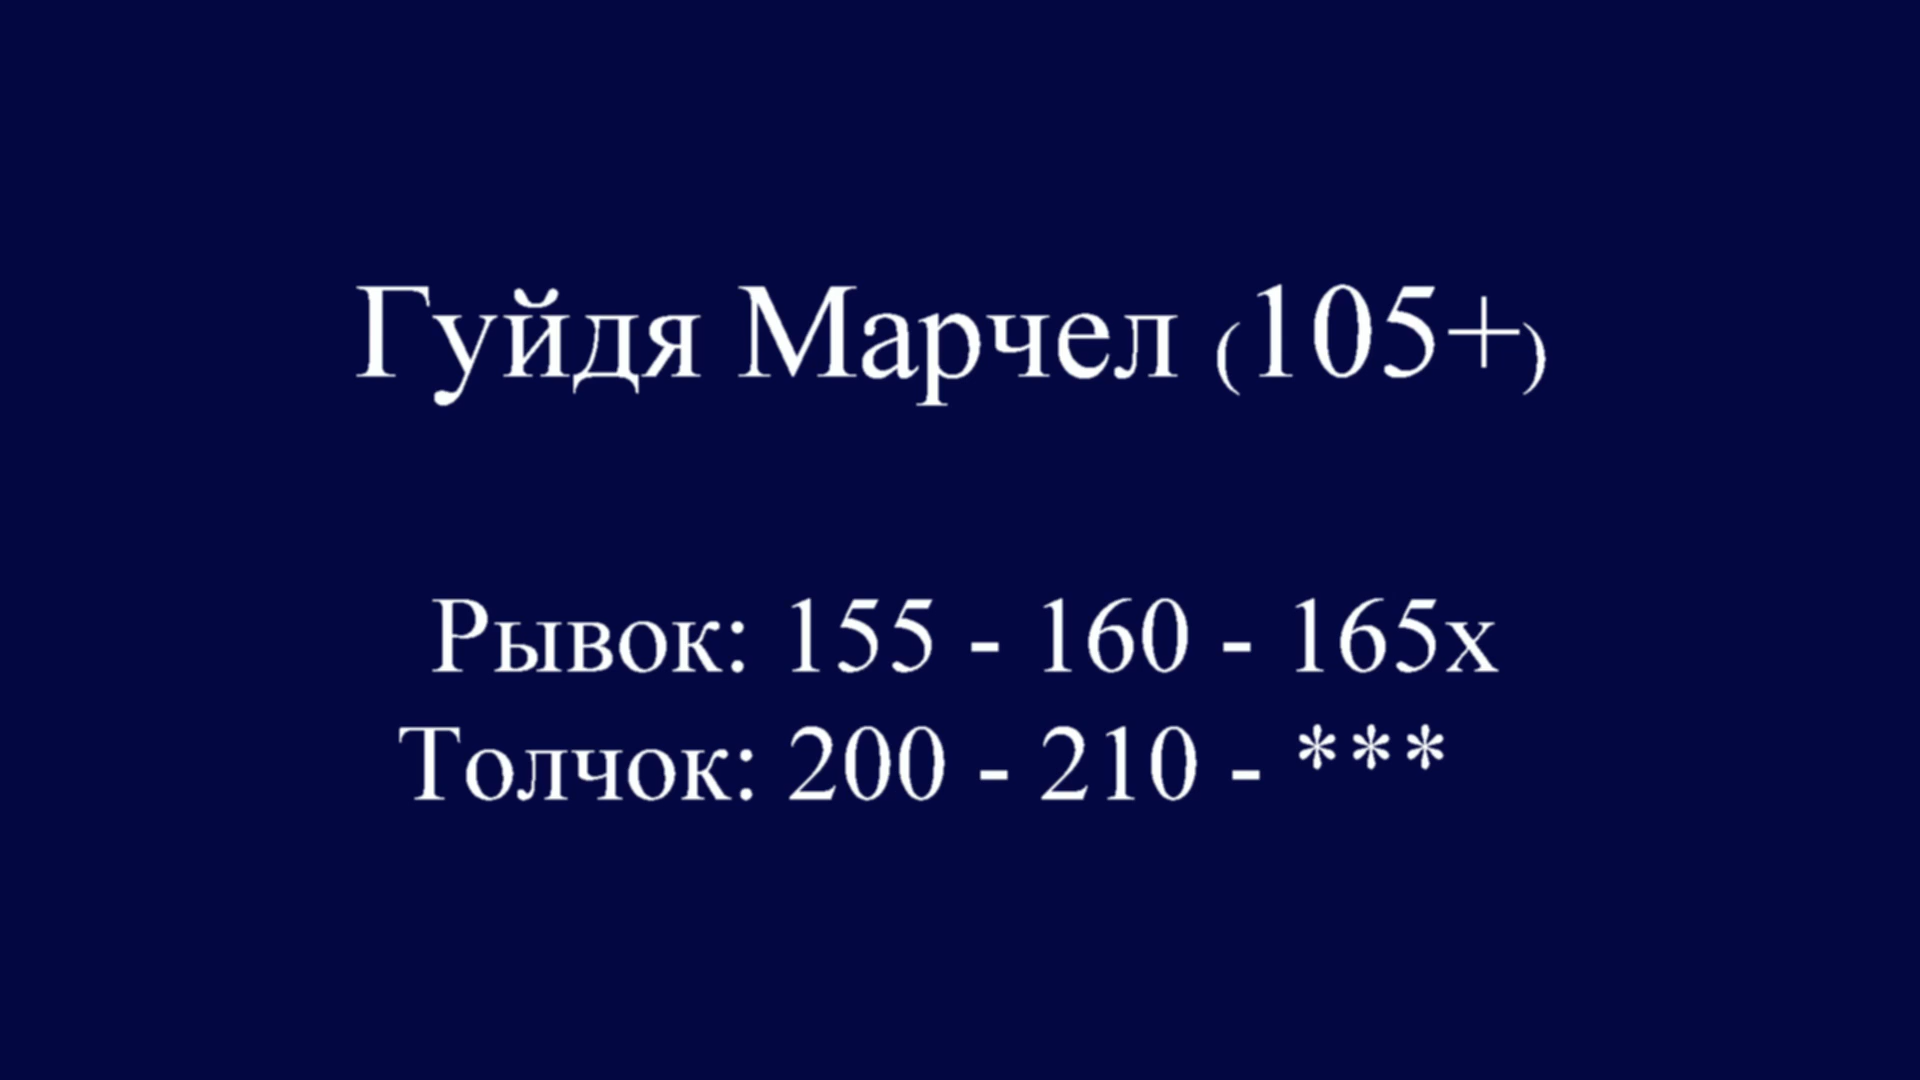 Гуйдя Марчел (105+)
Рывок: 155 - 160 - 165х
Толчок: 200 - 210 - ***